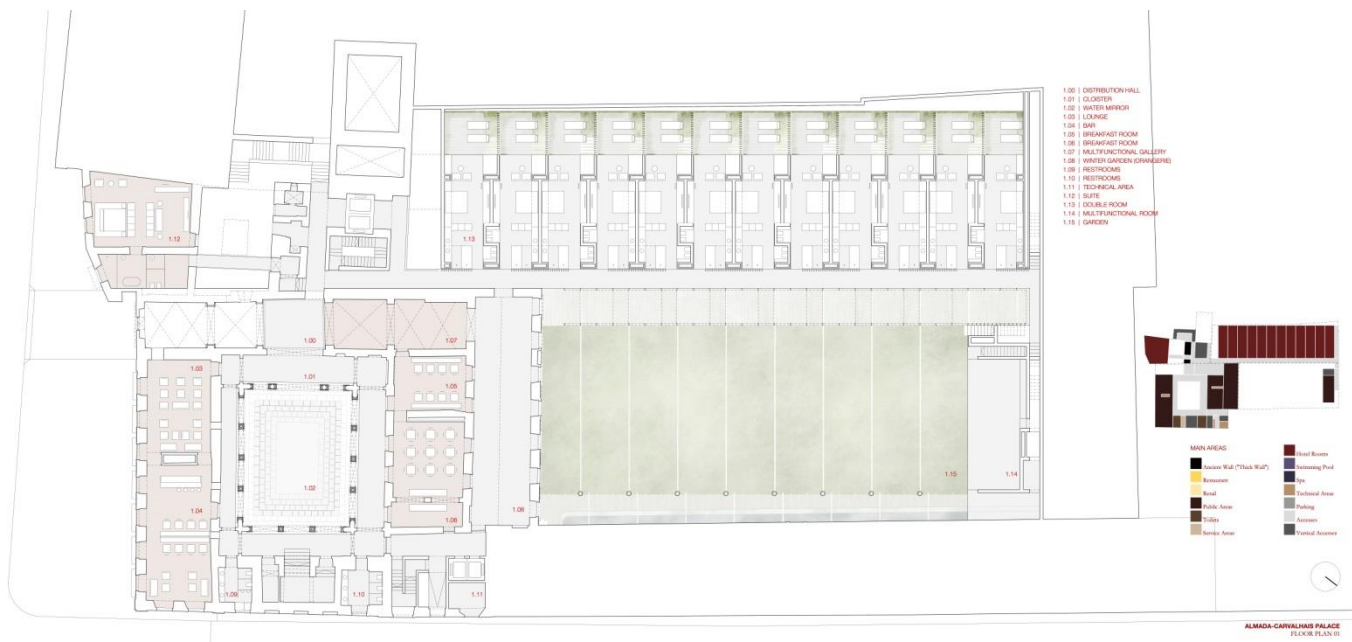 1.00 | DISTRIBUTION HALL
1.01 | CLOISTER
1.02 | WATER MIRROR
1.03 | LOUNGE
1.04 | BAR
1.05 | BREAKFAST ROOM
1.06 | BREAKFAST ROOM
1.07 | MULTIFUNCTIONAL GALLERY
1.08 | WINTER GARDEN (ORANGERIE)
1.09 | RESTROOMS
1.10 | RESTROOMS
1.11 | TECHNICAL AREA
1.12 | SUITE
1.13 | DOUBLE ROOM
1.14 | MULTIFUNCTIONAL ROOM
1.15 | GARDEN
1.12
1.13
1.00
1.07
1.03
1.01
1.05
1.02
1.15
1.14
1.04
1.06
1.08
1.09
1.10
1.11
MAIN AREAS
Ancient Wall ("Thick Wall")
Restaurant
Retail
Public Areas
Toilets
Service Areas
Hotel Rooms
Swimming Pool
Spa
Technical Areas
Parking
Accesses
Vertical Accesses
ALMADA-CARVALHAIS PALACE
FLOOR PLAN 01